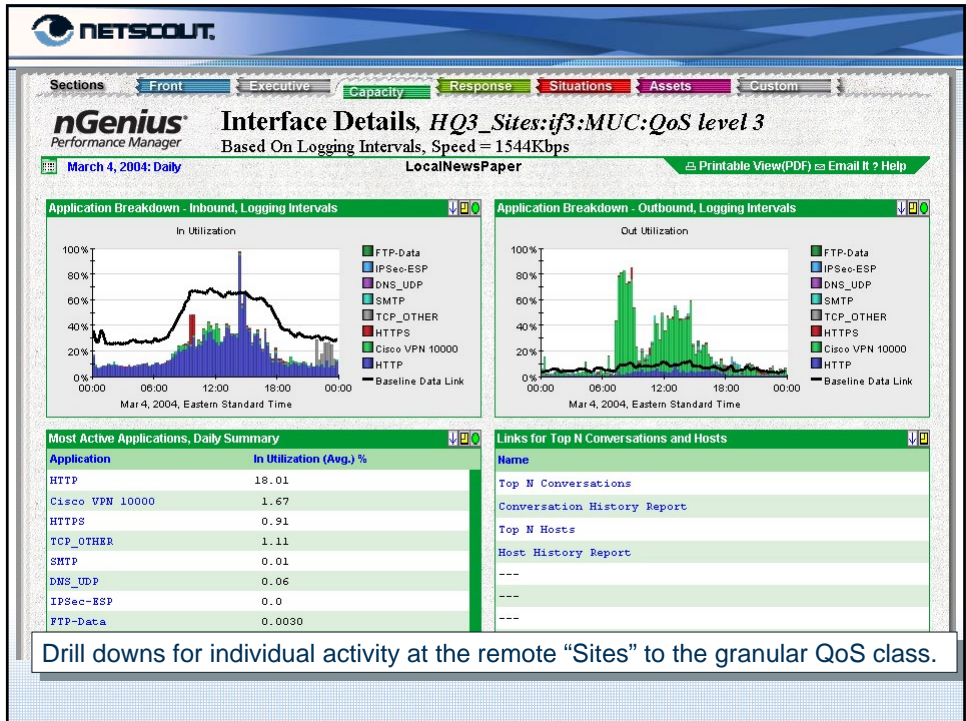 NETSCOUT.
Sections Front Executive Capacity Response Situations Assets Custom
nGenius
Performance Manager
Interface Details, HQ3_Sites:if3:MUC:QoS level 3
Based On Logging Intervals, Speed = 1544Kbps
March 4, 2004: Daily
LocalNewsPaper
Printable View(PDF) Email It ? Help
Application Breakdown - Inbound, Logging Intervals
In Utilization
100%
80%
60%
40%
20%
0%
00:00 06:00 12:00 18:00 00:00
Mar 4, 2004, Eastern Standard Time
FTP-Data
IPSec-ESP
DNS_UDP
SMTP
TCP_OTHER
HTTPS
Cisco VPN 10000
HTTP
Baseline Data Link
Application Breakdown - Outbound, Logging Intervals
Out Utilization
100%
80%
60%
40%
20%
0%
00:00 06:00 12:00 18:00 00:00
Mar 4, 2004, Eastern Standard Time
FTP-Data
IPSec-ESP
DNS_UDP
SMTP
TCP_OTHER
HTTPS
Cisco VPN 10000
HTTP
Baseline Data Link
Most Active Applications, Daily Summary
Application In Utilization (Avg.) %
HTTP 18.01
Cisco VPN 10000 1.67
HTTPS 0.91
TCP_OTHER 1.11
SMTP 0.01
DNS_UDP 0.06
IPSec-ESP 0.0
FTP-Data 0.0030
Links for Top N Conversations and Hosts
Name
Top N Conversations
Conversation History Report
Top N Hosts
Host History Report
---
---
---
Drill downs for individual activity at the remote “Sites” to the granular QoS class.